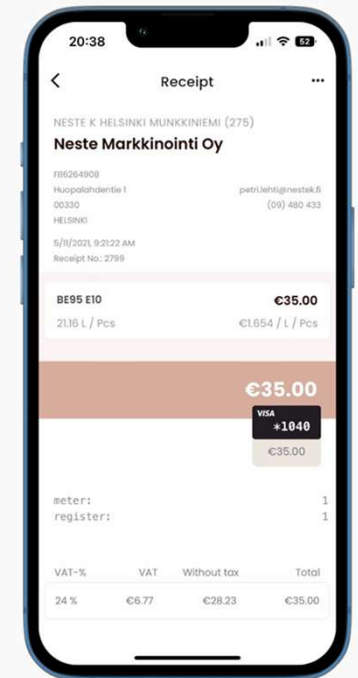 20:38
52
Receipt
...
NESTE K HELSINKI MUNKKINIEMI (275)
Neste Markkinointi Oy
FI16264908
Huopalahdentie 1 petri.lehti@nestek.fi
00330 (09) 480 433
HELSINKI
5/11/2021, 9:21:22 AM
Receipt No.: 2799
BE95 E10 €35.00
21.16 L / Pcs €1.654 / L / Pcs
€35.00
VISA
*1040
€35.00
meter: 1
register: 1
VAT-% VAT Without tax Total
24 % €6.77 €28.23 €35.00